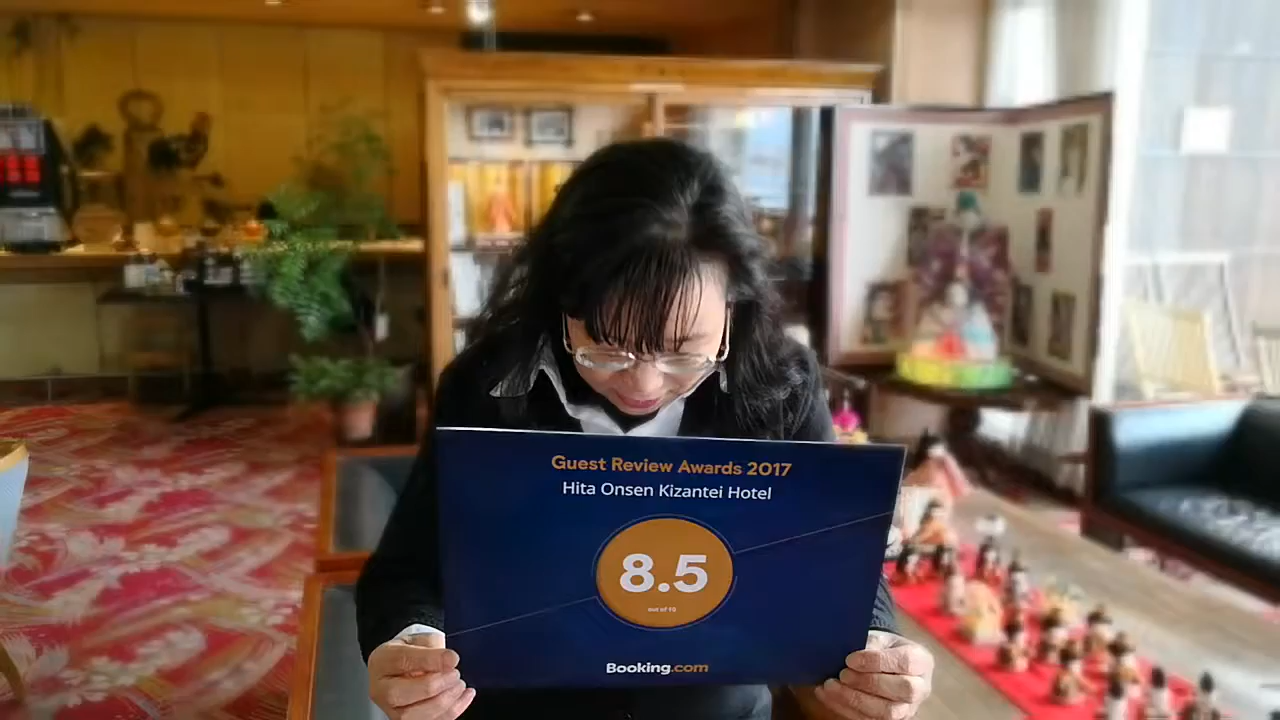 Guest Review Awards 2017
Hita Onsen Kizantei Hotel
8.5
out of 10
Booking.com